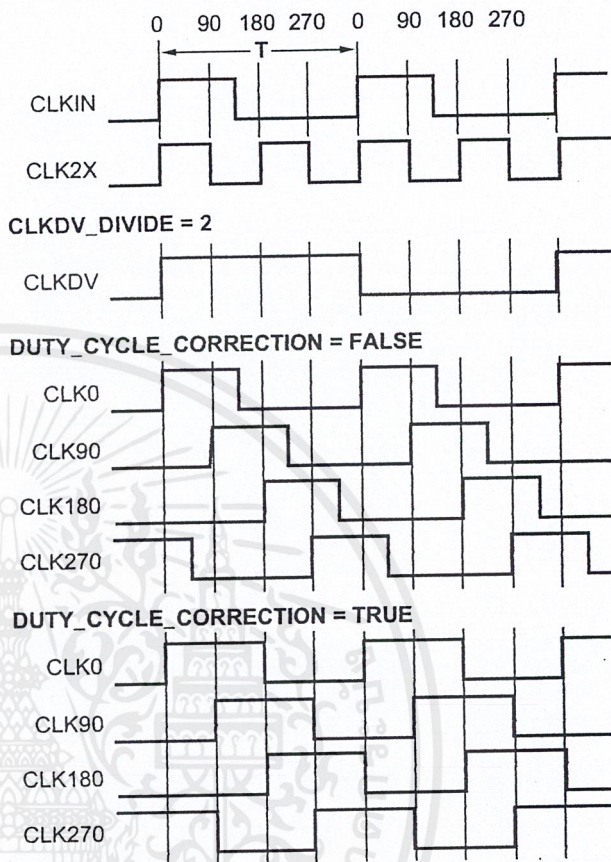 0 90 180 270 0 90 180 270
T
CLKIN
CLK2X
CLKDV_DIVIDE = 2
CLKDV
DUTY_CYCLE_CORRECTION = FALSE
CLK0
CLK90
CLK180
CLK270
DUTY_CYCLE_CORRECTION = TRUE
CLK0
CLK90
CLK180
CLK270